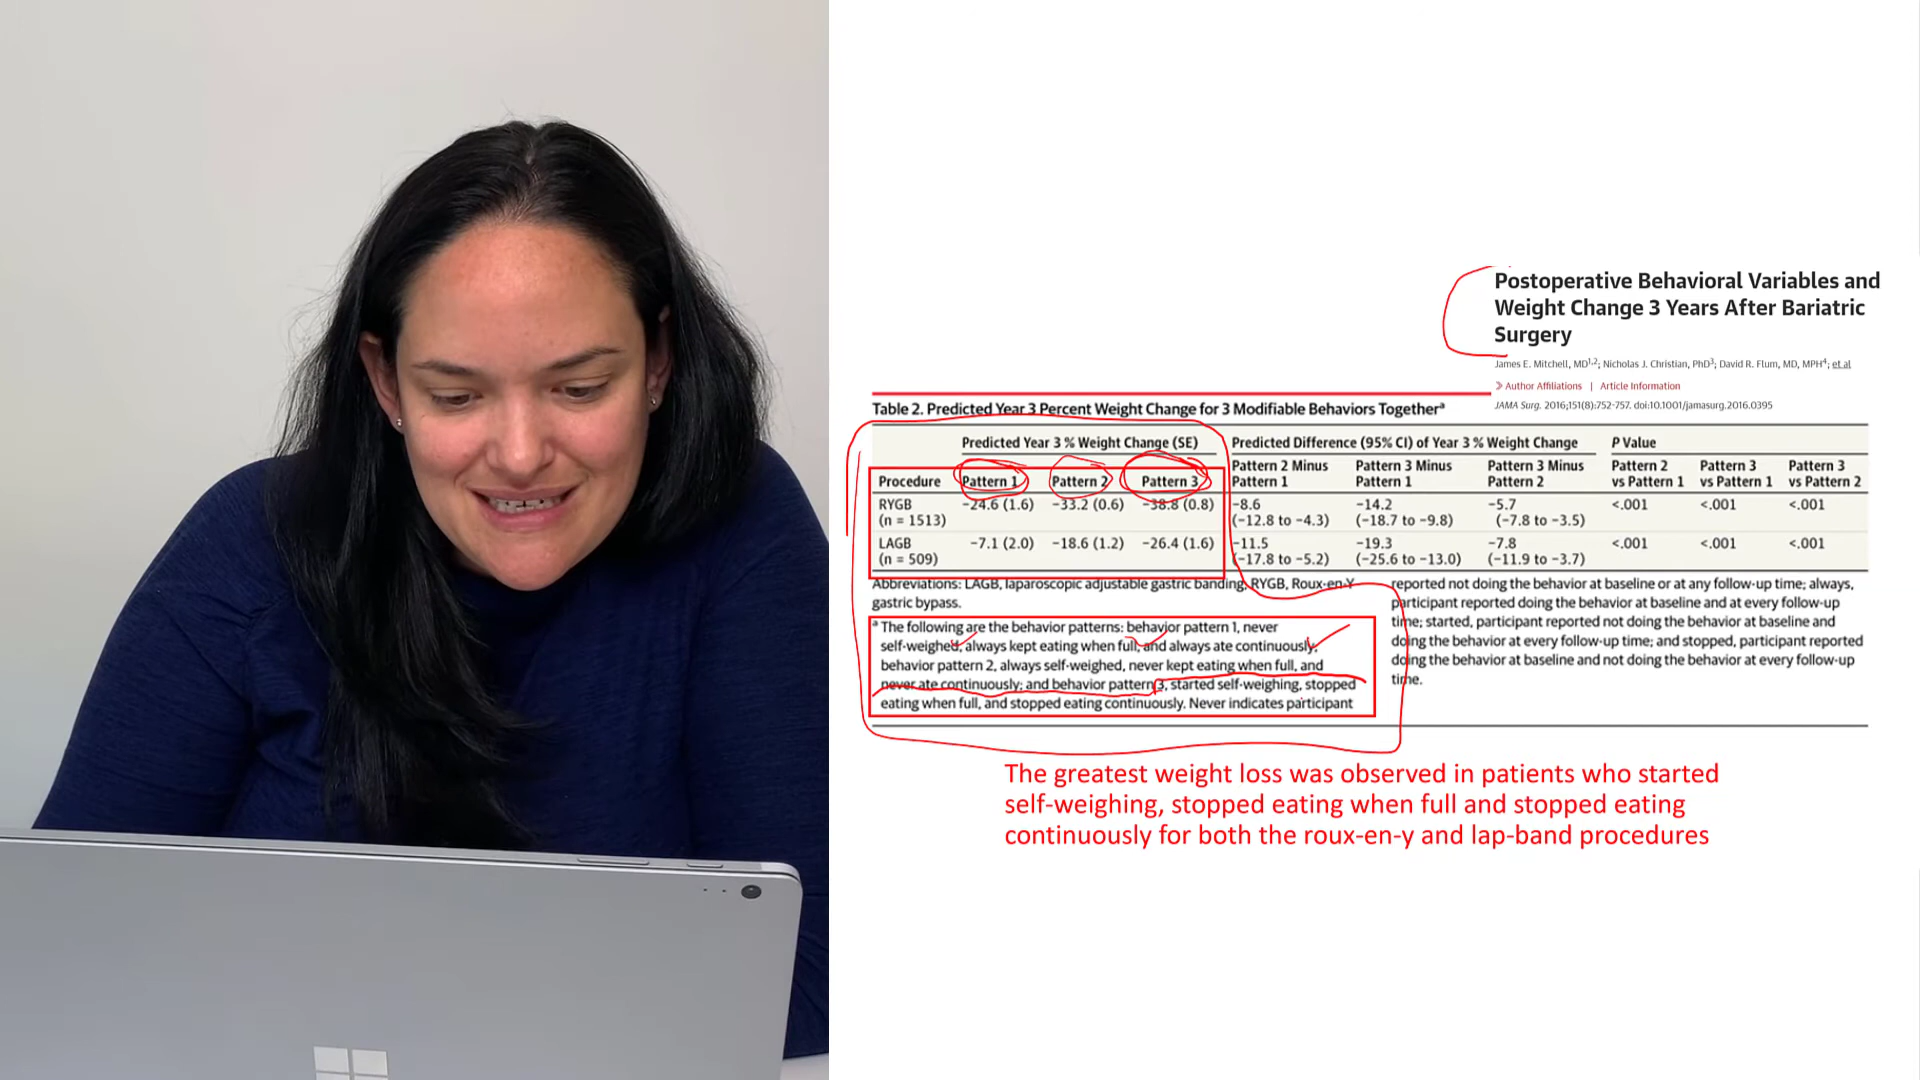 Postoperative Behavioral Variables and
Weight Change 3 Years After Bariatric
Surgery
James E. Mitchell, MD1,2; Nicholas J. Christian, PhD3; David R. Flum, MD, MPH4; et al
Author Affiliations | Article Information
JAMA Surg. 2016;151(8):752-757. doi:10.1001/jamasurg.2016.0395
Table 2. Predicted Year 3 Percent Weight Change for 3 Modifiable Behaviors Togethera
Predicted Year 3 % Weight Change (SE) Predicted Difference (95% CI) of Year 3 % Weight Change P Value
Pattern 2 Minus Pattern 3 Minus Pattern 3 Minus Pattern 2 Pattern 3 Pattern 3
Procedure Pattern 1 Pattern 2 Pattern 3 Pattern 1 Pattern 1 Pattern 2 vs Pattern 1 vs Pattern 1 vs Pattern 2
RYGB −24.6 (1.6) −33.2 (0.6) −38.8 (0.8) −8.6 −14.2 −5.7 <.001 <.001 <.001
(n = 1513) (−12.8 to −4.3) (−18.7 to −9.8) (−7.8 to −3.5)
LAGB −7.1 (2.0) −18.6 (1.2) −26.4 (1.6) −11.5 −19.3 −7.8 <.001 <.001 <.001
(n = 509) (−17.8 to −5.2) (−25.6 to −13.0) (−11.9 to −3.7)
Abbreviations: LAGB, laparoscopic adjustable gastric banding; RYGB, Roux-en-Y
gastric bypass.
a The following are the behavior patterns: behavior pattern 1, never
self-weighed, always kept eating when full, and always ate continuously;
behavior pattern 2, always self-weighed, never kept eating when full, and
never ate continuously; and behavior pattern 3, started self-weighing, stopped
eating when full, and stopped eating continuously. Never indicates participant
reported not doing the behavior at baseline or at any follow-up time; always,
participant reported doing the behavior at baseline and at every follow-up
time; started, participant reported not doing the behavior at baseline and
doing the behavior at every follow-up time; and stopped, participant reported
doing the behavior at baseline and not doing the behavior at every follow-up
time.
The greatest weight loss was observed in patients who started
self-weighing, stopped eating when full and stopped eating
continuously for both the roux-en-y and lap-band procedures